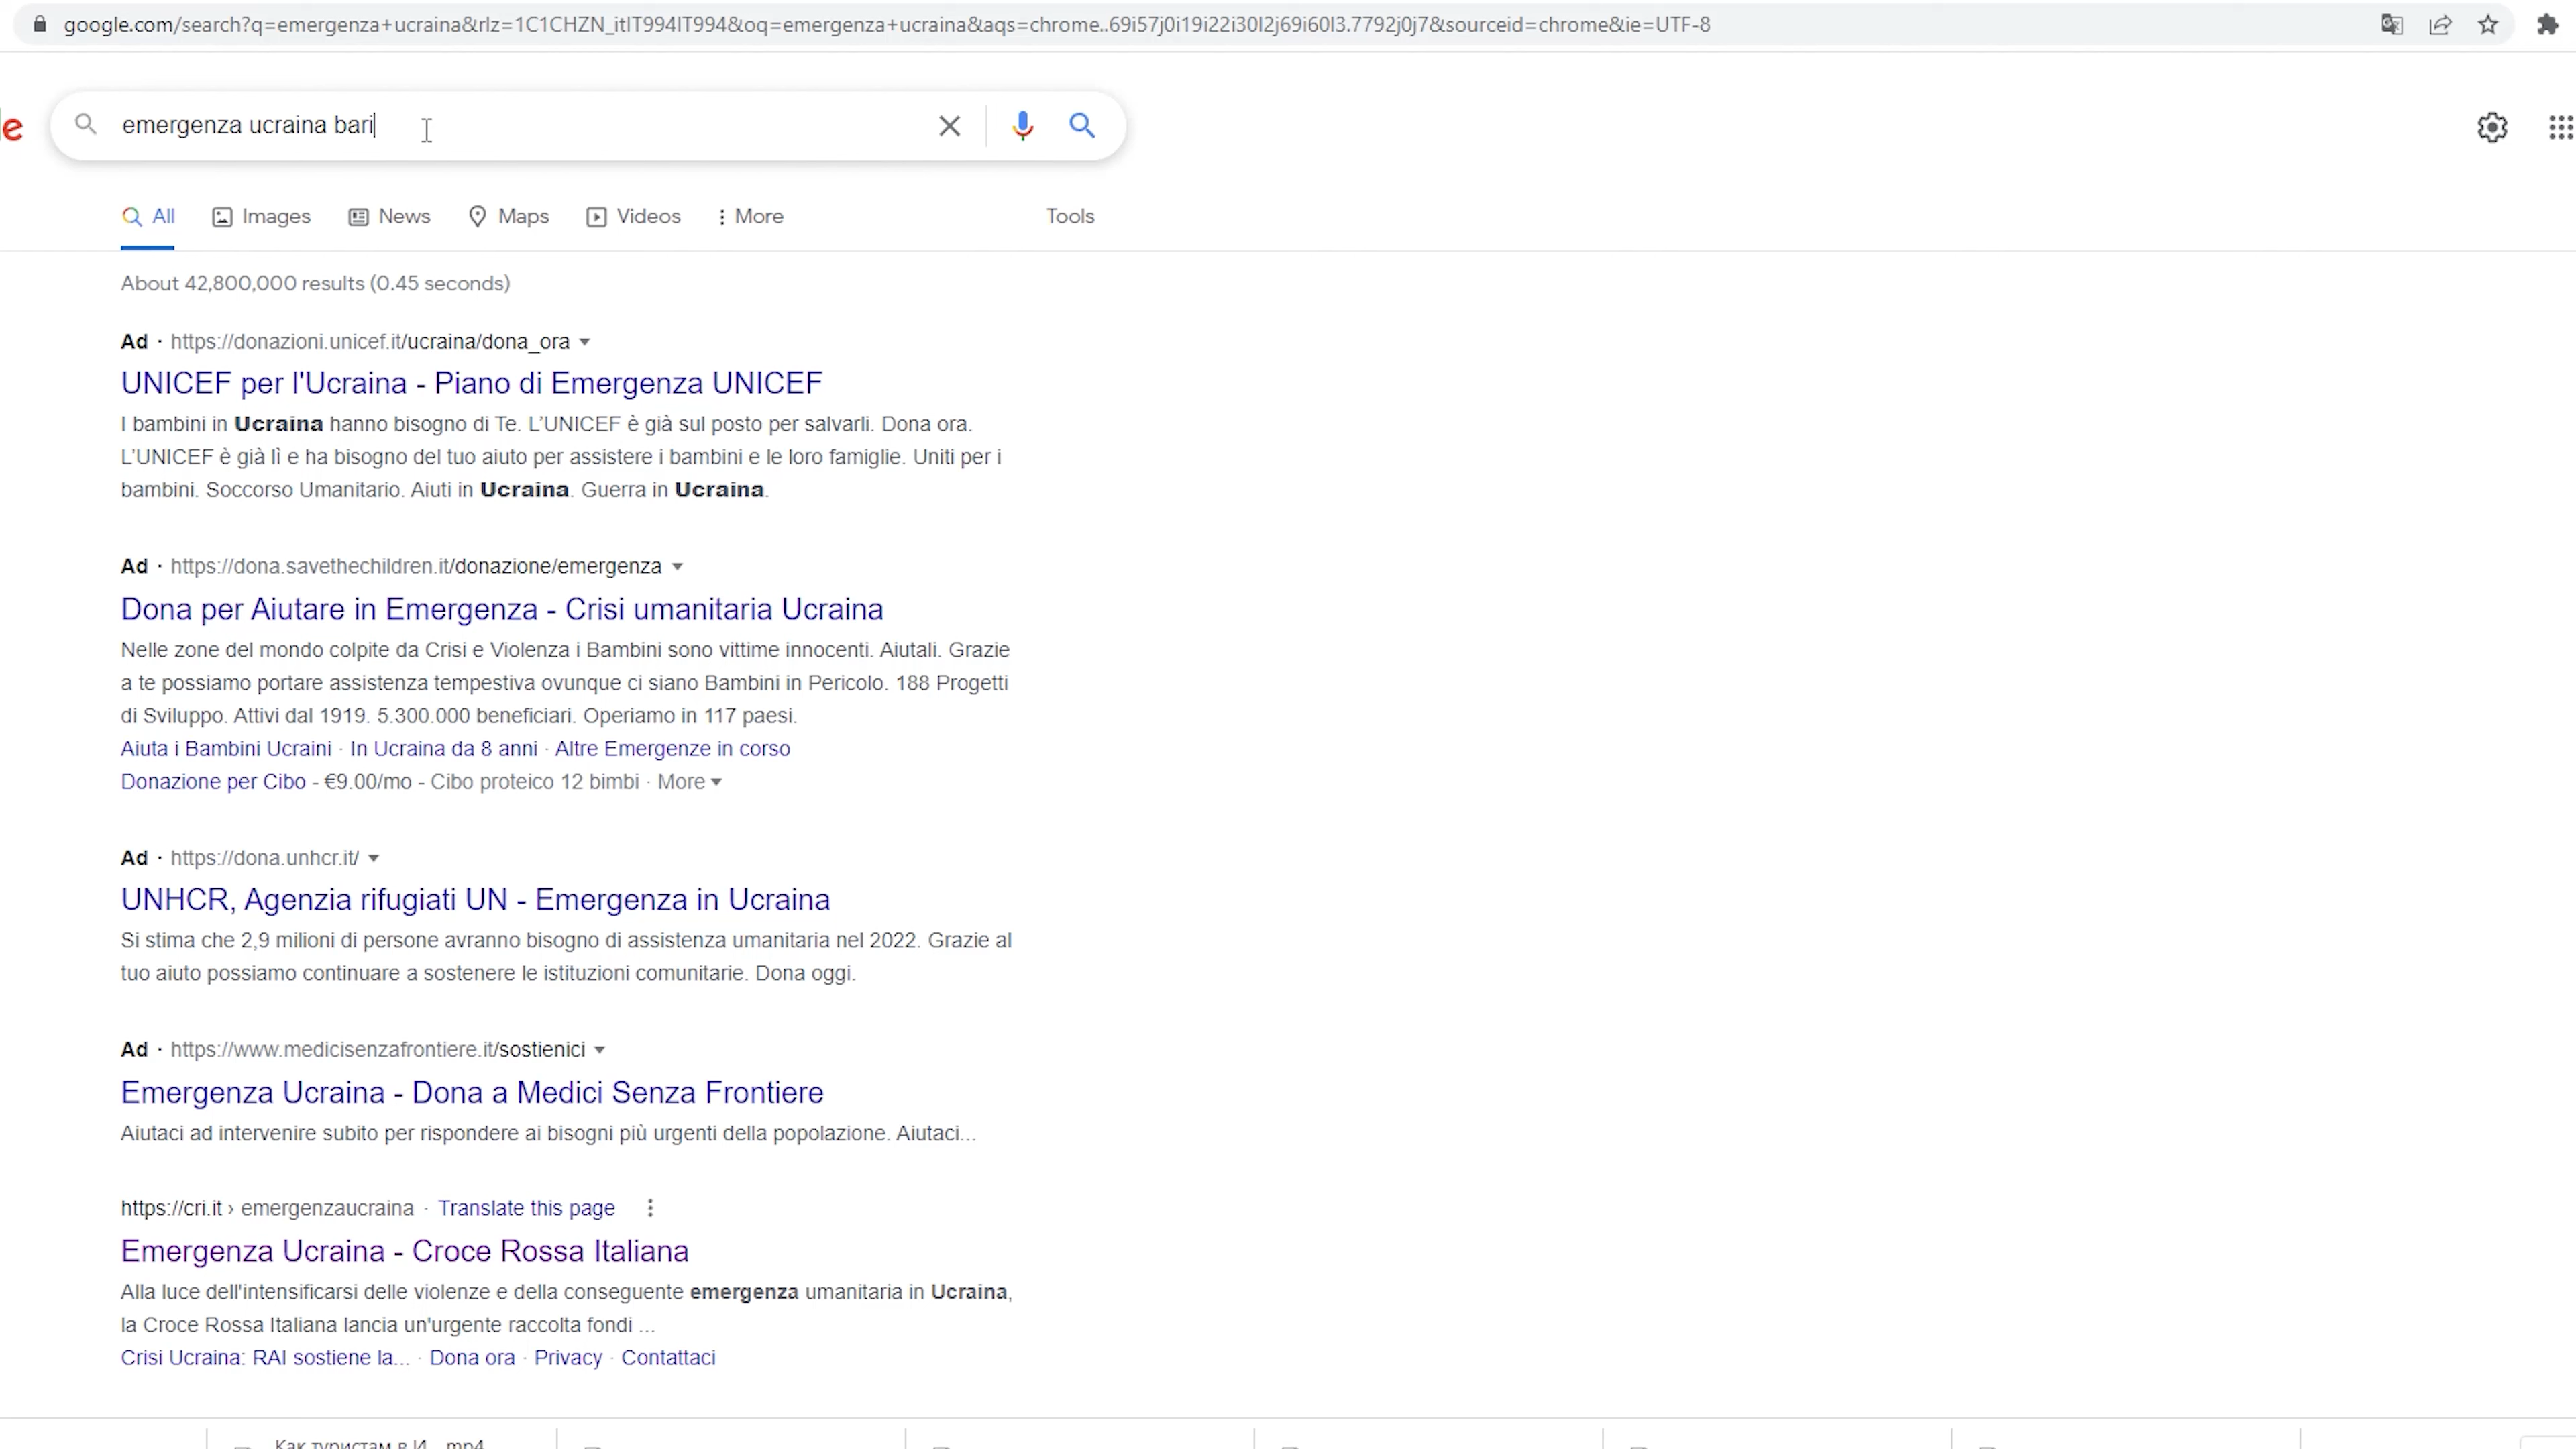 google.com/search?q=emergenza+ucraina&rlz=1C1CHZN_itIT994IT994&oq=emergenza+ucraina&aqs=chrome..69i57j0i19i22i30l2j69i60l3.7792j0j7&sourceid=chrome&ie=UTF-8
e
emergenza ucraina bari
All Images News Maps Videos More Tools
About 42,800,000 results (0.45 seconds)
Ad · https://donazioni.unicef.it/ucraina/dona_ora
UNICEF per l'Ucraina - Piano di Emergenza UNICEF
I bambini in Ucraina hanno bisogno di Te. L'UNICEF è già sul posto per salvarli. Dona ora.
L'UNICEF è già lì e ha bisogno del tuo aiuto per assistere i bambini e le loro famiglie. Uniti per i
bambini. Soccorso Umanitario. Aiuti in Ucraina. Guerra in Ucraina.
Ad · https://dona.savethechildren.it/donazione/emergenza
Dona per Aiutare in Emergenza - Crisi umanitaria Ucraina
Nelle zone del mondo colpite da Crisi e Violenza i Bambini sono vittime innocenti. Aiutali. Grazie
a te possiamo portare assistenza tempestiva ovunque ci siano Bambini in Pericolo. 188 Progetti
di Sviluppo. Attivi dal 1919. 5.300.000 beneficiari. Operiamo in 117 paesi.
Aiuta i Bambini Ucraini · In Ucraina da 8 anni · Altre Emergenze in corso
Donazione per Cibo - €9.00/mo - Cibo proteico 12 bimbi · More
Ad · https://dona.unhcr.it/
UNHCR, Agenzia rifugiati UN - Emergenza in Ucraina
Si stima che 2,9 milioni di persone avranno bisogno di assistenza umanitaria nel 2022. Grazie al
tuo aiuto possiamo continuare a sostenere le istituzioni comunitarie. Dona oggi.
Ad · https://www.medicisenzafrontiere.it/sostienici
Emergenza Ucraina - Dona a Medici Senza Frontiere
Aiutaci ad intervenire subito per rispondere ai bisogni più urgenti della popolazione. Aiutaci...
https://cri.it › emergenzaucraina · Translate this page
Emergenza Ucraina - Croce Rossa Italiana
Alla luce dell'intensificarsi delle violenze e della conseguente emergenza umanitaria in Ucraina,
la Croce Rossa Italiana lancia un'urgente raccolta fondi ...
Crisi Ucraina: RAI sostiene la... · Dona ora · Privacy · Contattaci
Как туристам в И....mp4